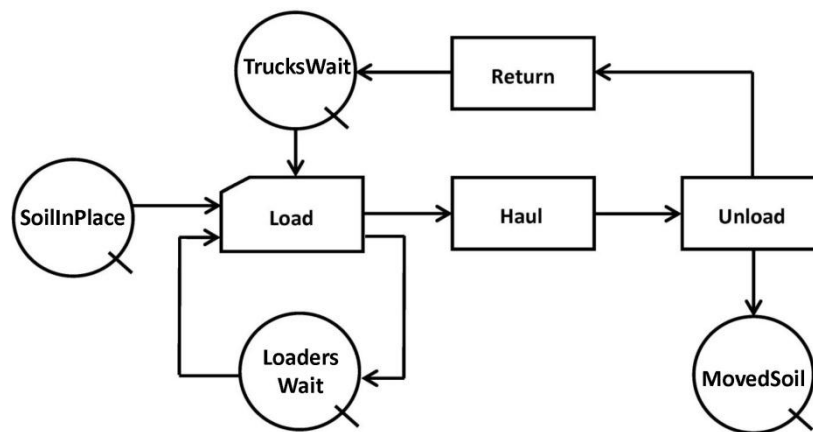 TrucksWait
Return
SoilInPlace
Load
Haul
Unload
Loaders
Wait
MovedSoil